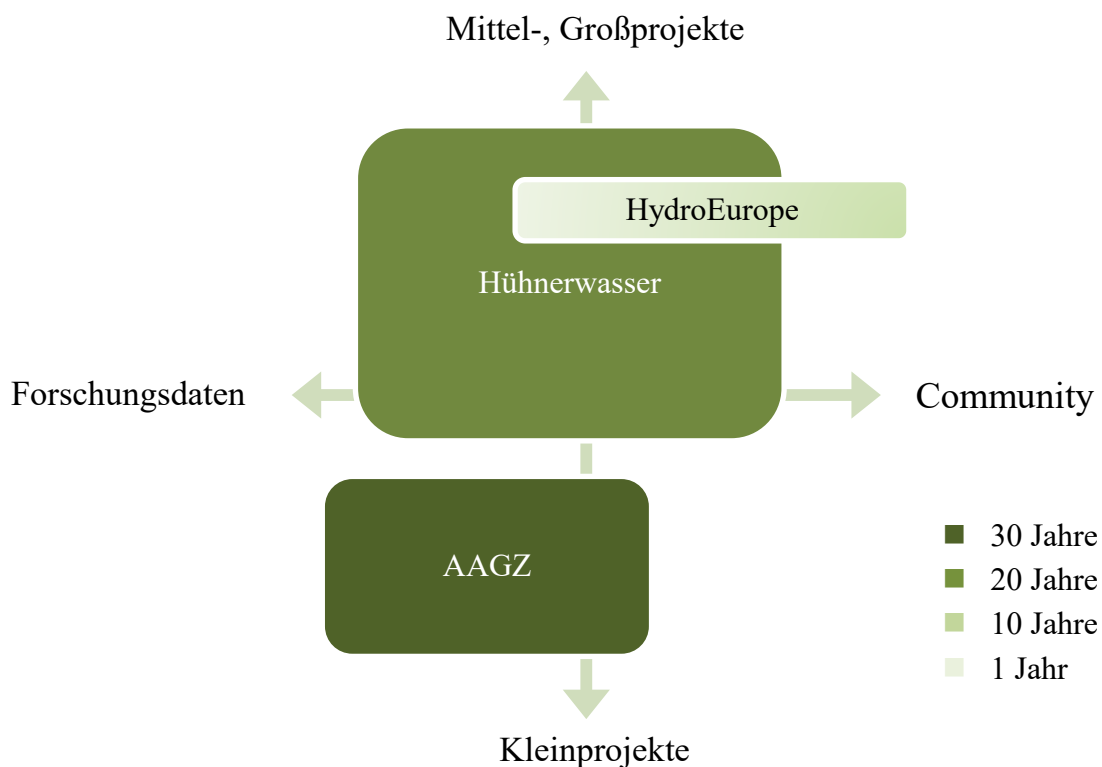 Mittel-, Großprojekte
HydroEurope
Hühnerwasser
Forschungsdaten
Community
AAGZ
30 Jahre
20 Jahre
10 Jahre
1 Jahr
Kleinprojekte